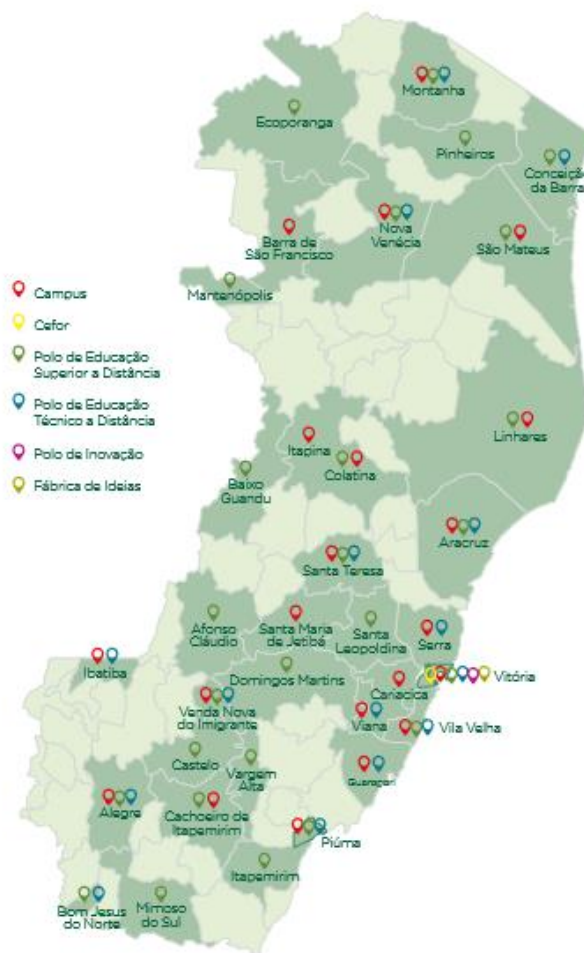 Montanha
Ecoporanga
Pinheiros
Conceição
da Barra
Nova
Venécia
Barra de
São Francisco
São Mateus
Mantenópolis
Campus
Cefor
Polo de Educação
Superior a Distância
Polo de Educação
Técnico a Distância
Polo de Inovação
Fábrica de Ideias
Linhares
Itapina
Colatina
Baixo
Guandu
Aracruz
Santa Teresa
Afonso
Cláudio
Santa Maria
de Jetibá
Santa
Leopoldina
Serra
Ibatiba
Domingos Martins
Cariacica
Vitória
Venda Nova
do Imigrante
Viana
Vila Velha
Castelo
Vargem
Alta
Guarapari
Alegre
Cachoeiro de
Itapemirim
Piúma
Itapemirim
Bom Jesus
do Norte
Mimoso
do Sul